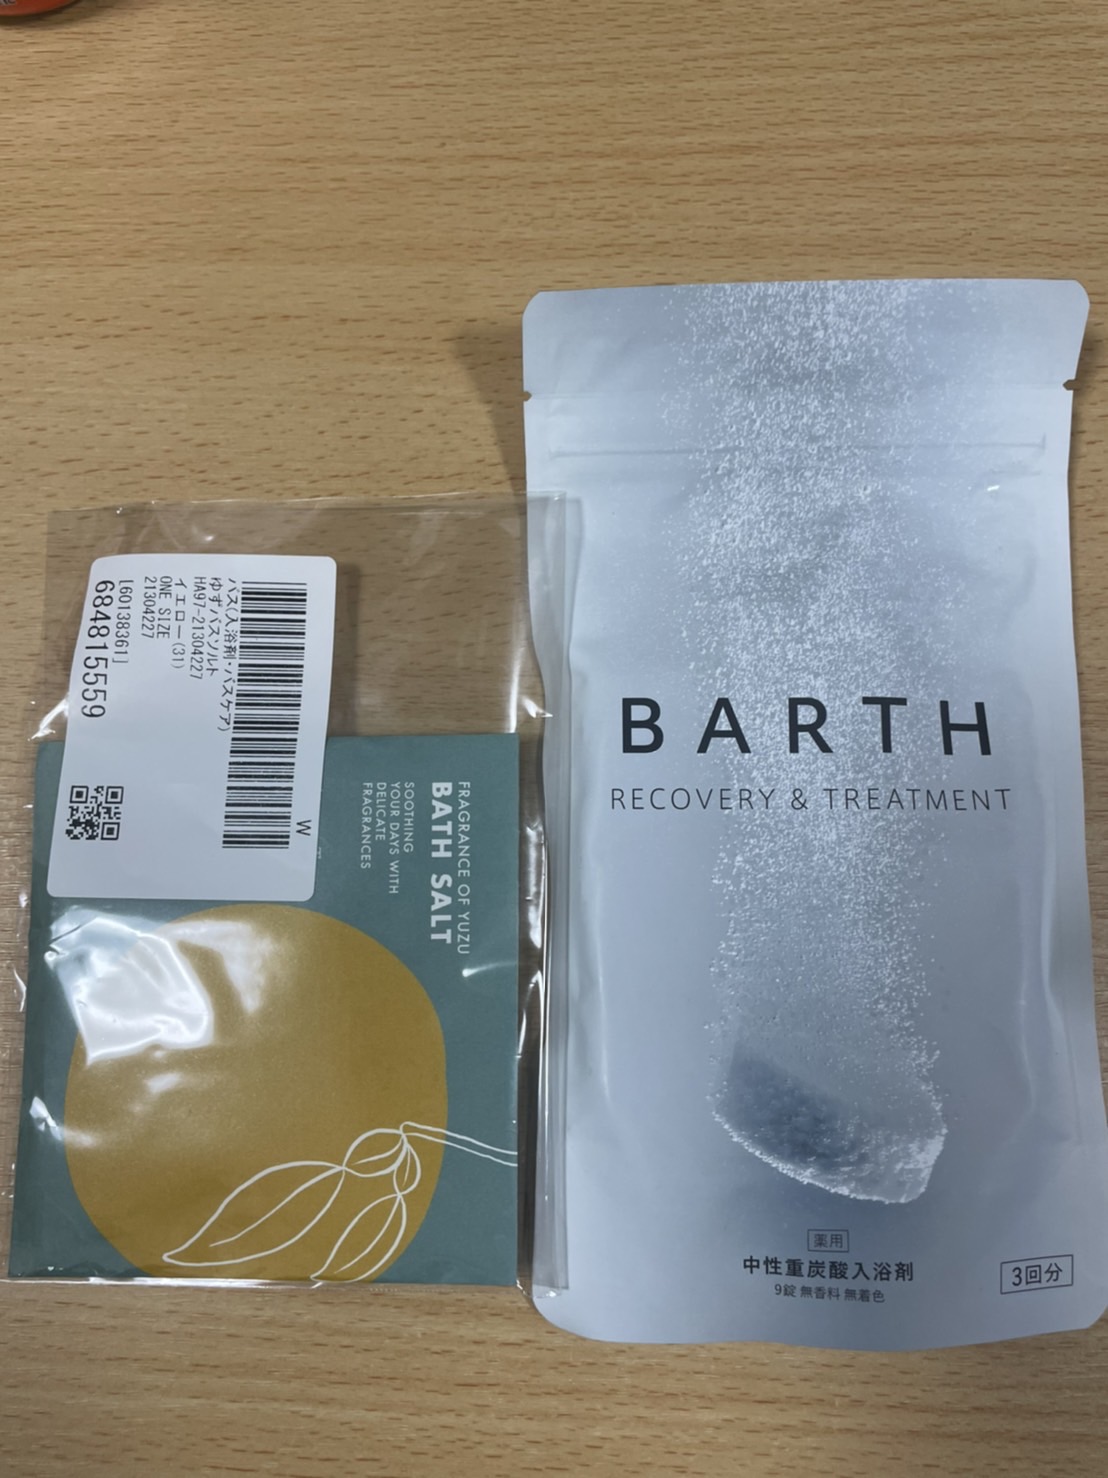 バス(入浴剤・バスケア)
ゆずバスソルト
HA97-21304227
イエロー(31)
ONE SIZE
21304227
[60138361]
684815559
W
FRAGRANCE OF YUZU
BATH SALT
SOOTHING
YOUR DAYS WITH
DELICATE
FRAGRANCES
BARTH
RECOVERY & TREATMENT
薬用
中性重炭酸入浴剤
9錠 無香料 無着色
3回分